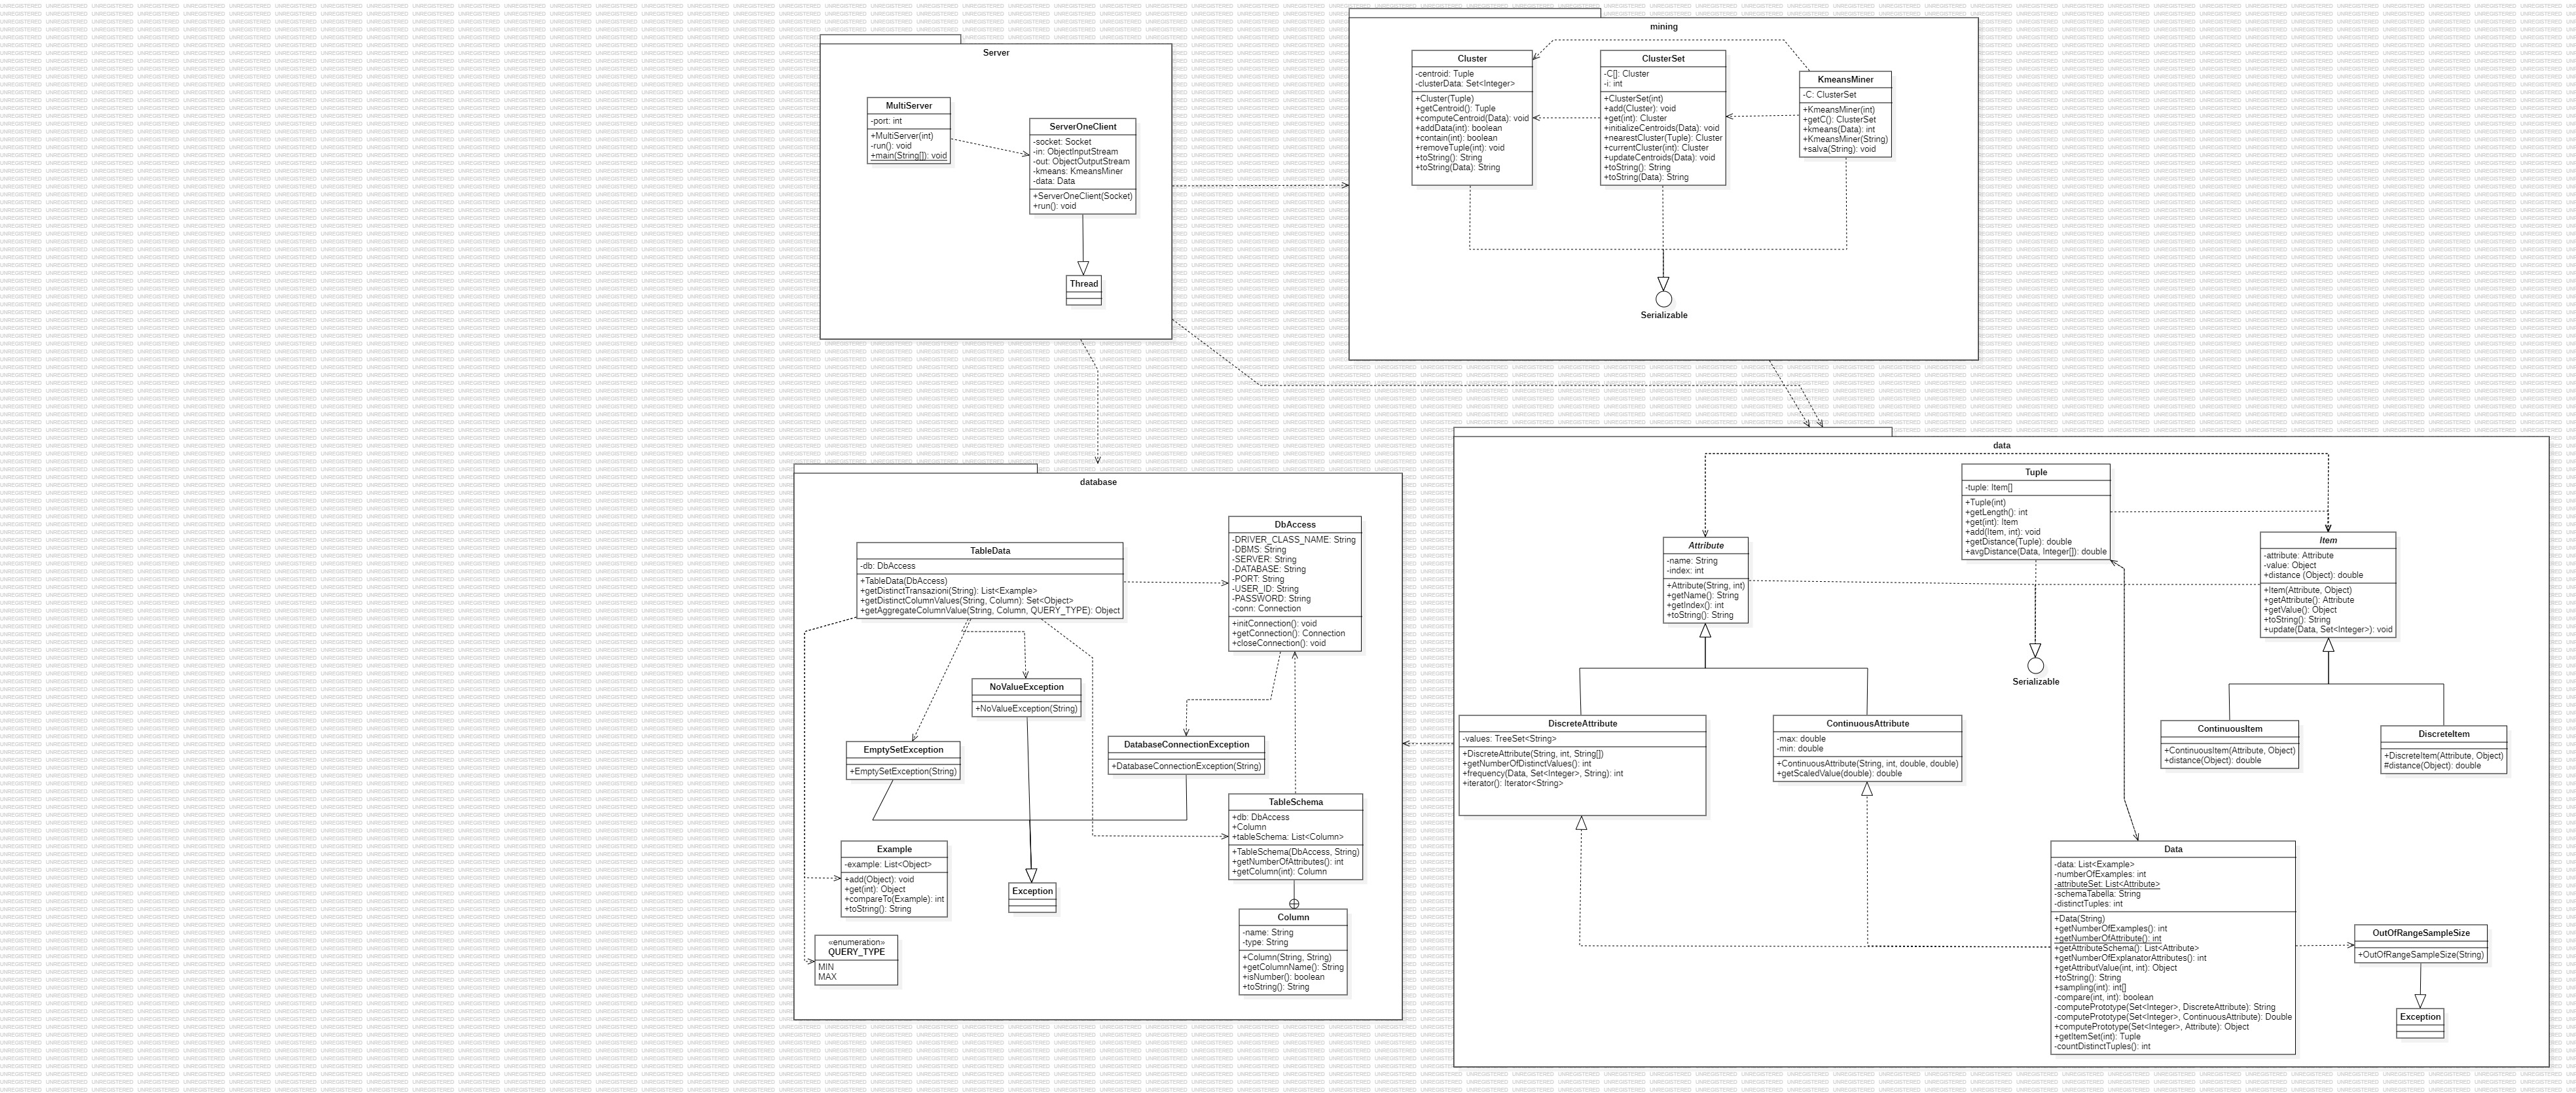 Server
MultiServer
-port: int
+MultiServer(int)
-run(): void
+main(String[]): void
ServerOneClient
-socket: Socket
-in: ObjectInputStream
-out: ObjectOutputStream
-kmeans: KmeansMiner
-data: Data
+ServerOneClient(Socket)
+run(): void
Thread
mining
Cluster
-centroid: Tuple
-clusterData: Set<Integer>
+Cluster(Tuple)
+getCentroid(): Tuple
+computeCentroid(Data): void
+addData(int): boolean
+contain(int): boolean
+removeTuple(int): void
+toString(): String
+toString(Data): String
ClusterSet
-C[]: Cluster
-i: int
+ClusterSet(int)
+add(Cluster): void
+get(int): Cluster
+initializeCentroids(Data): void
+nearestCluster(Tuple): Cluster
+currentCluster(int): Cluster
+updateCentroids(Data): void
+toString(): String
+toString(Data): String
KmeansMiner
-C: ClusterSet
+KmeansMiner(int)
+getC(): ClusterSet
+kmeans(Data): int
+KmeansMiner(String)
+salva(String): void
Serializable
database
TableData
-db: DbAccess
+TableData(DbAccess)
+getDistinctTransazioni(String): List<Example>
+getDistinctColumnValues(String, Column): Set<Object>
+getAggregateColumnValue(String, Column, QUERY_TYPE): Object
DbAccess
-DRIVER_CLASS_NAME: String
-DBMS: String
-SERVER: String
-DATABASE: String
-PORT: String
-USER_ID: String
-PASSWORD: String
-conn: Connection
+initConnection(): void
+getConnection(): Connection
+closeConnection(): void
NoValueException
+NoValueException(String)
EmptySetException
+EmptySetException(String)
DatabaseConnectionException
+DatabaseConnectionException(String)
TableSchema
+db: DbAccess
+Column
+tableSchema: List<Column>
+TableSchema(DbAccess, String)
+getNumberOfAttributes(): int
+getColumn(int): Column
Example
-example: List<Object>
+add(Object): void
+get(int): Object
+compareTo(Example): int
+toString(): String
Exception
Column
-name: String
-type: String
+Column(String, String)
+getColumnName(): String
+isNumber(): boolean
+toString(): String
«enumeration»
QUERY_TYPE
MIN
MAX
data
Tuple
-tuple: Item[]
+Tuple(int)
+getLength(): int
+get(int): Item
+add(Item, int): void
+getDistance(Tuple): double
+avgDistance(Data, Integer[]): double
Attribute
-name: String
-index: int
+Attribute(String, int)
+getName(): String
+getIndex(): int
+toString(): String
Item
-attribute: Attribute
-value: Object
+distance (Object): double
+Item(Attribute, Object)
+getAttribute(): Attribute
+getValue(): Object
+toString(): String
+update(Data, Set<Integer>): void
Serializable
DiscreteAttribute
-values: TreeSet<String>
+DiscreteAttribute(String, int, String[])
+getNumberOfDistinctValues(): int
+frequency(Data, Set<Integer>, String): int
+iterator(): Iterator<String>
ContinuousAttribute
-max: double
-min: double
+ContinuousAttribute(String, int, double, double)
+getScaledValue(double): double
ContinuousItem
+ContinuousItem(Attribute, Object)
+distance(Object): double
DiscreteItem
+DiscreteItem(Attribute, Object)
#distance(Object): double
Data
-data: List<Example>
-numberOfExamples: int
-attributeSet: List<Attribute>
-schemaTabella: String
-distinctTuples: int
+Data(String)
+getNumberOfExamples(): int
+getNumberOfAttribute(): int
+getAttributeSchema(): List<Attribute>
+getNumberOfExplanatorAttributes(): int
+getAttributValue(int, int): Object
+toString(): String
+sampling(int): int[]
-compare(int, int): boolean
-computePrototype(Set<Integer>, DiscreteAttribute): String
-computePrototype(Set<Integer>, ContinuousAttribute): Double
+computePrototype(Set<Integer>, Attribute): Object
+getItemSet(int): Tuple
-countDistinctTuples(): int
OutOfRangeSampleSize
+OutOfRangeSampleSize(String)
Exception
UNREGISTERED